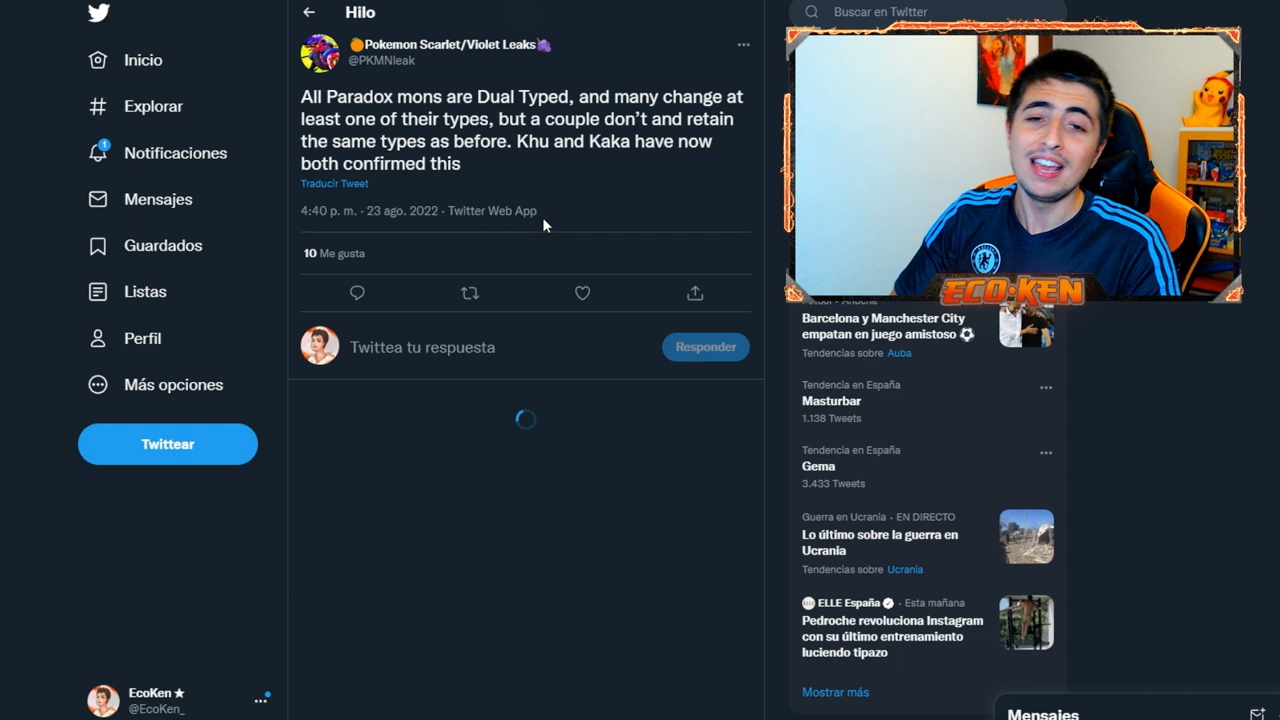 Inicio
Explorar
1
Notificaciones
Mensajes
Guardados
Listas
Perfil
Más opciones
Twittear
EcoKen ★
@EcoKen_
Hilo
Pokemon Scarlet/Violet Leaks
@PKMNleak
All Paradox mons are Dual Typed, and many change at
least one of their types, but a couple don't and retain
the same types as before. Khu and Kaka have now
both confirmed this
Traducir Tweet
4:40 p. m. · 23 ago. 2022 · Twitter Web App
10 Me gusta
Twittea tu respuesta
Responder
Buscar en Twitter
ECO·KEN
Barcelona y Manchester City
empatan en juego amistoso
Tendencias sobre Auba
Tendencia en España
Masturbar
1.138 Tweets
Tendencia en España
Gema
3.433 Tweets
Guerra en Ucrania · EN DIRECTO
Lo último sobre la guerra en
Ucrania
Tendencias sobre Ucrania
ELLE España · Esta mañana
Pedroche revoluciona Instagram
con su último entrenamiento
luciendo tipazo
Mostrar más
Mensajes